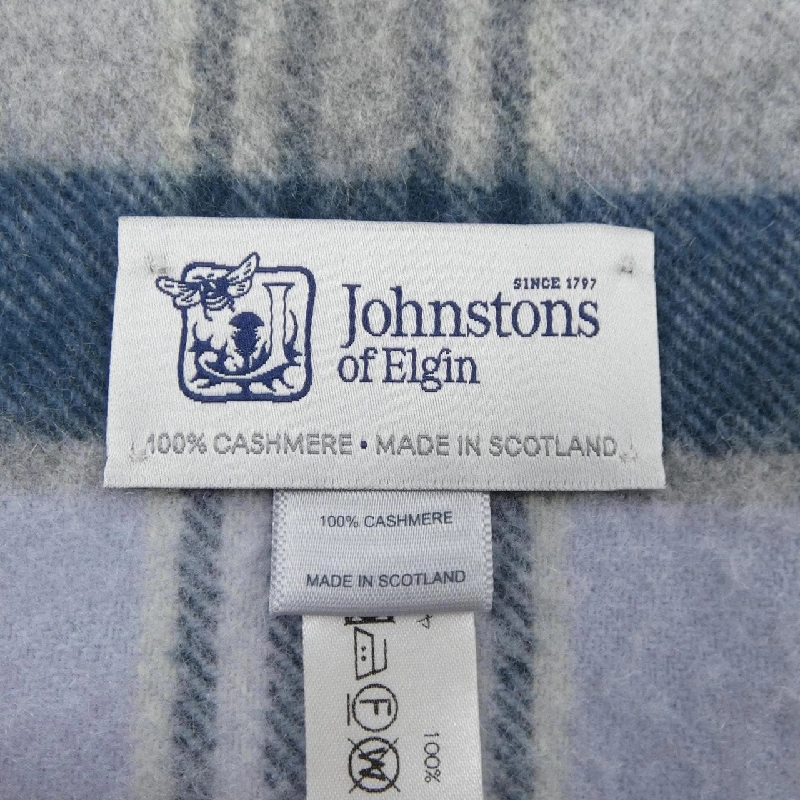 SINCE 1797
Johnstons
of Elgin
100% CASHMERE • MADE IN SCOTLAND
100% CASHMERE
MADE IN SCOTLAND
F
W
100%